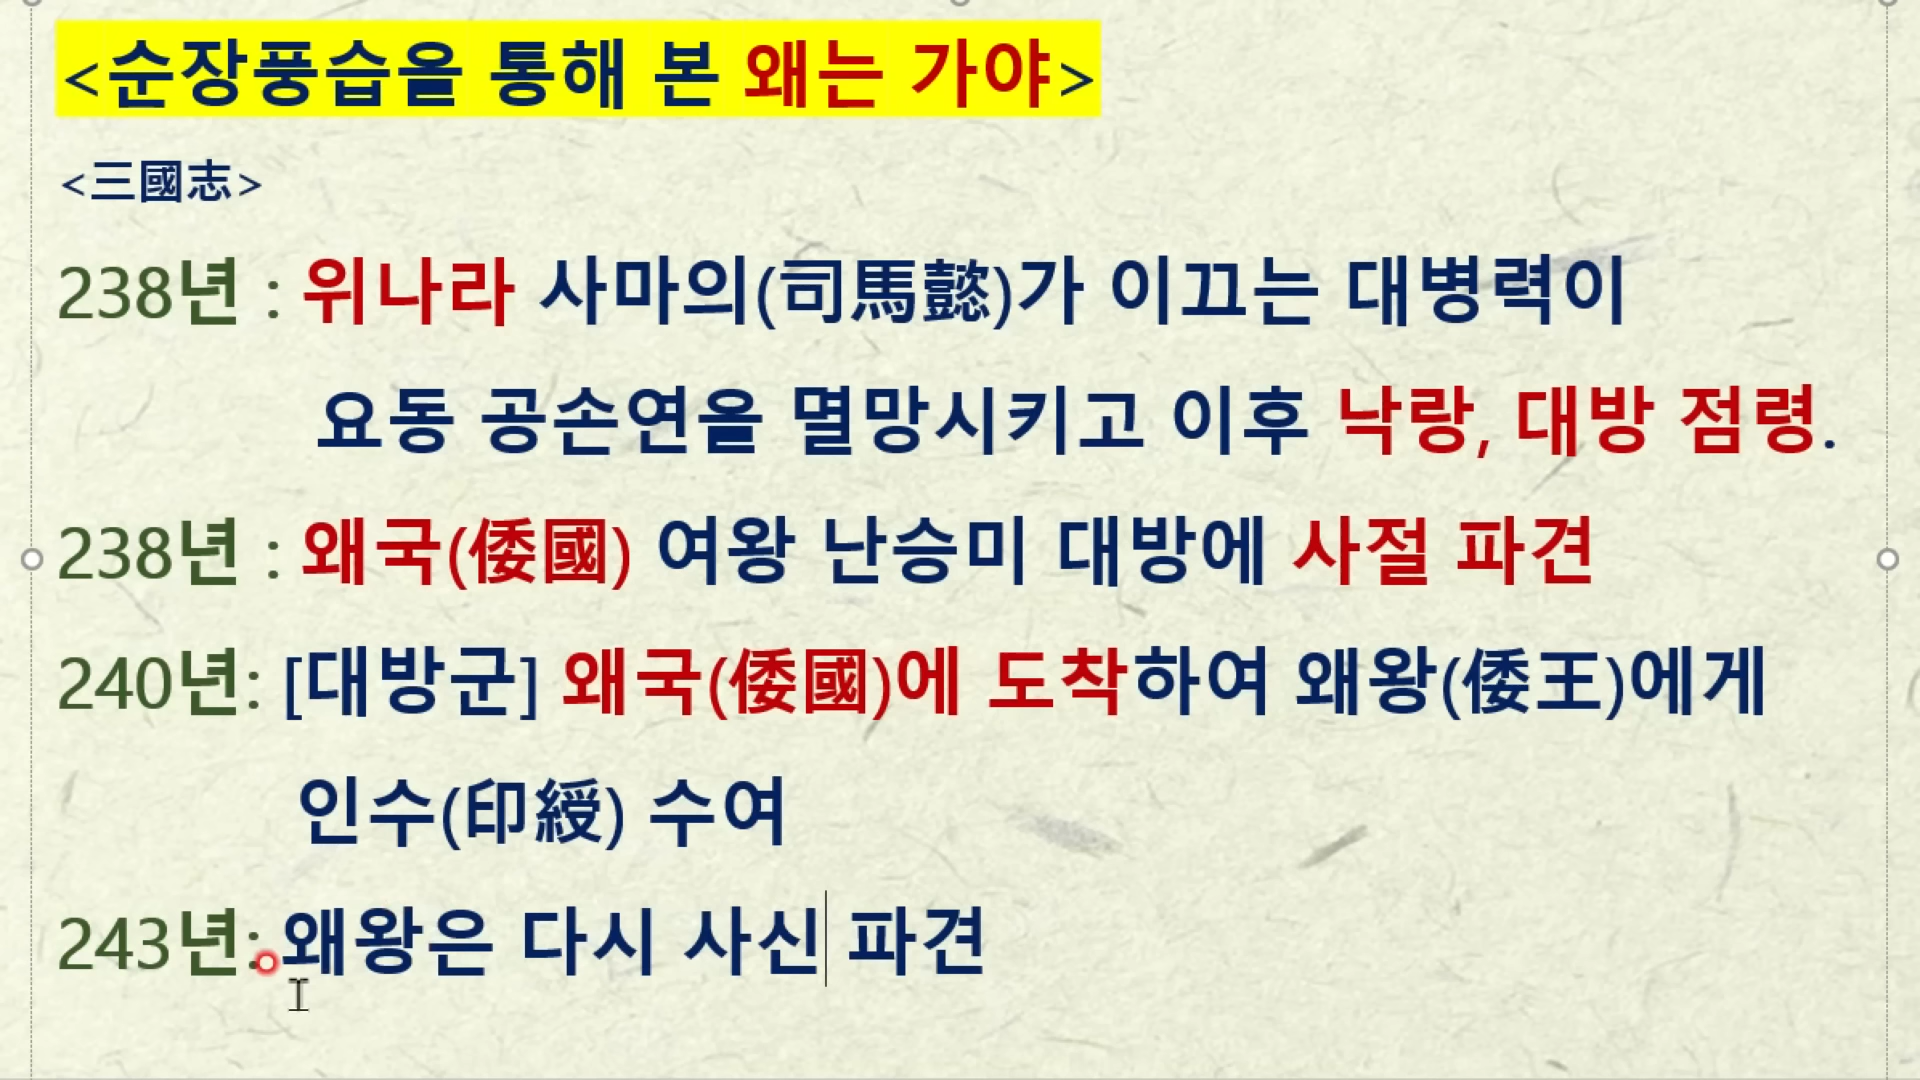 <순장풍습을 통해 본 왜는 가야>
<三國志>
238년 : 위나라 사마의(司馬懿)가 이끄는 대병력이
요동 공손연을 멸망시키고 이후 낙랑, 대방 점령.
238년 : 왜국(倭國) 여왕 난승미 대방에 사절 파견
240년: [대방군] 왜국(倭國)에 도착하여 왜왕(倭王)에게
인수(印綬) 수여
243년: 왜왕은 다시 사신 파견